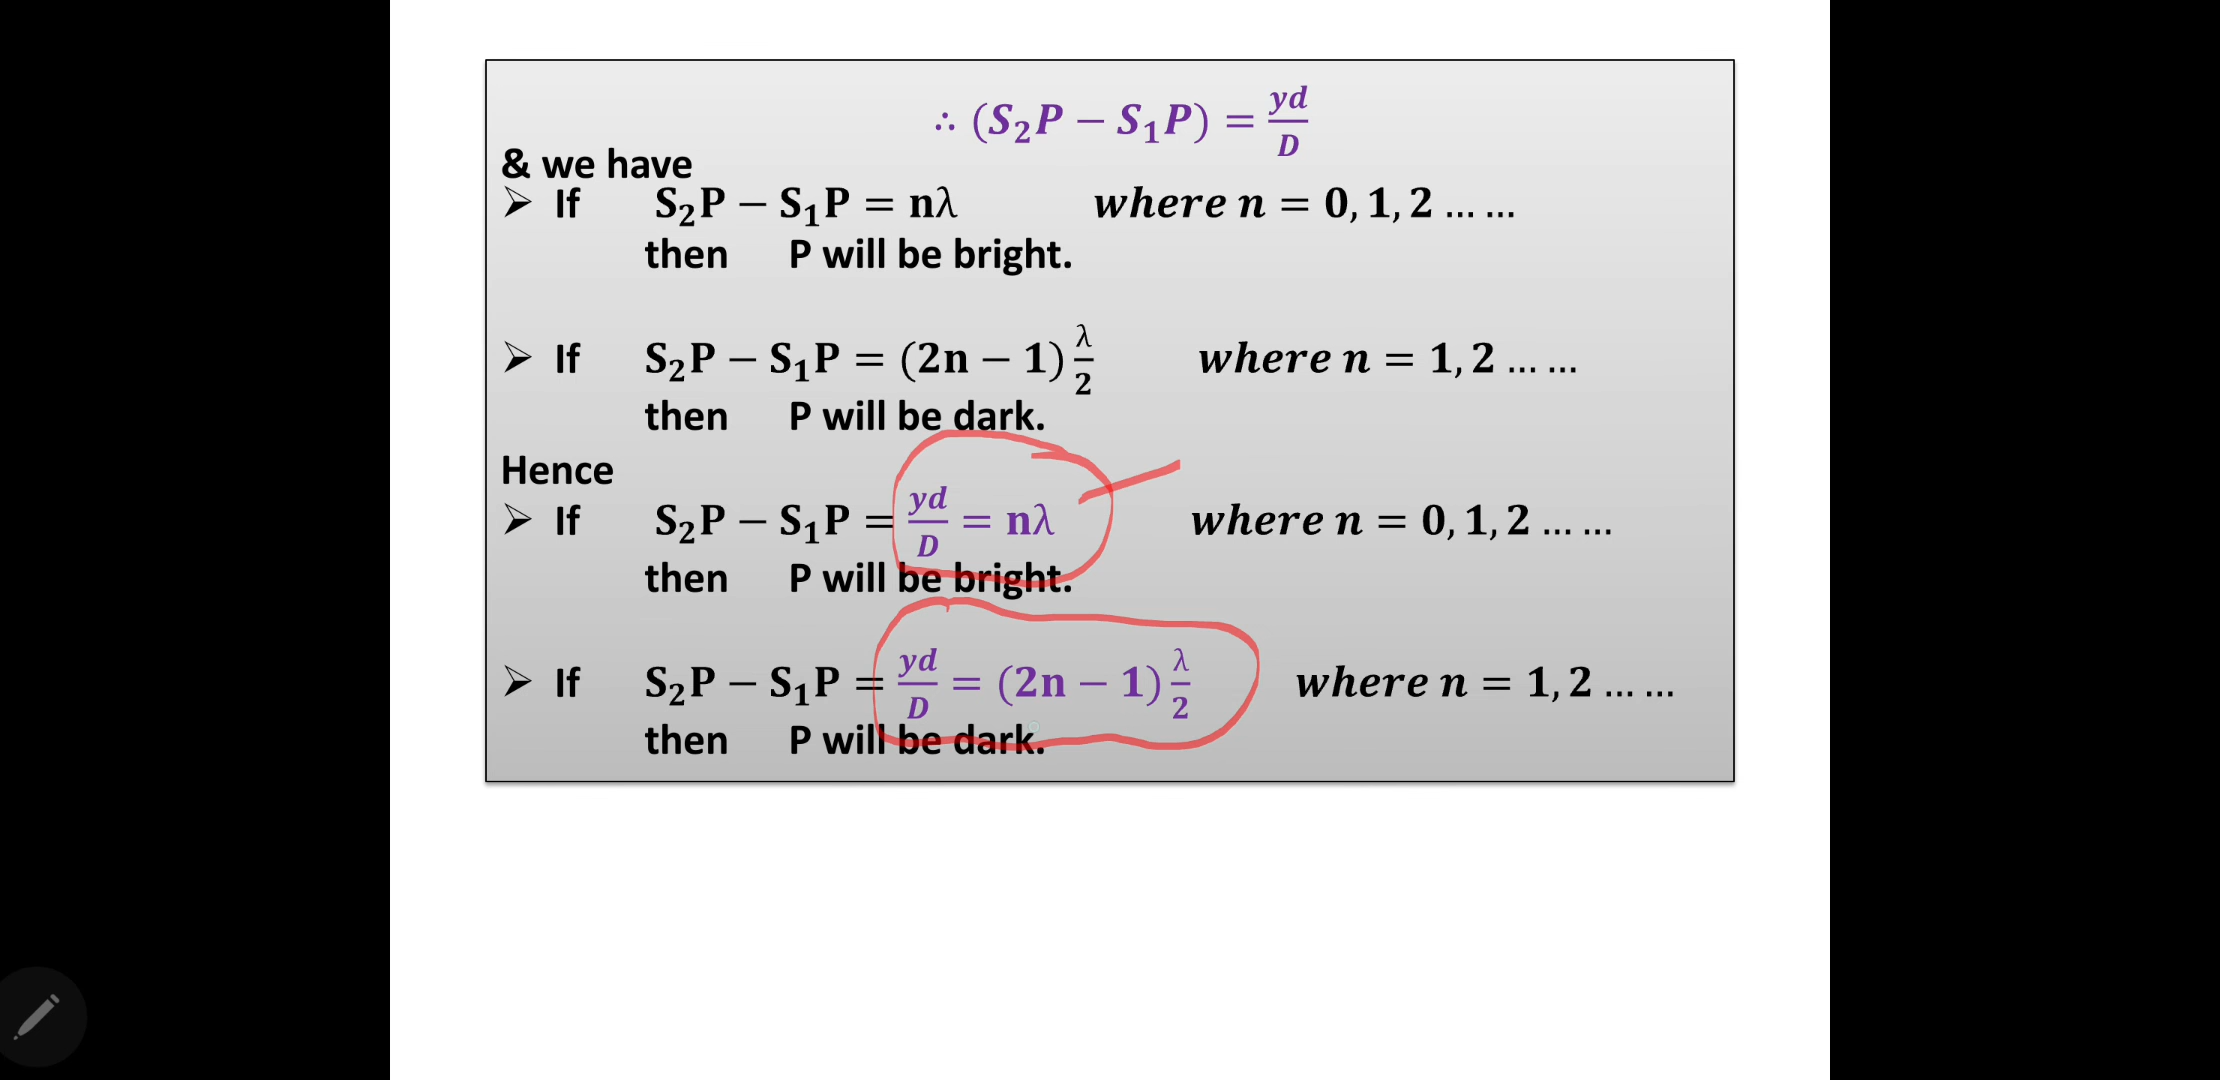 ∴ (S₂P − S₁P) = yd/D
& we have
➢ If S₂P − S₁P = nλ where n = 0, 1, 2 … …
then P will be bright.
➢ If S₂P − S₁P = (2n − 1) λ/2 where n = 1, 2 … …
then P will be dark.
Hence
➢ If S₂P − S₁P = yd/D = nλ where n = 0, 1, 2 … …
then P will be bright.
➢ If S₂P − S₁P = yd/D = (2n − 1) λ/2 where n = 1, 2 … …
then P will be dark.